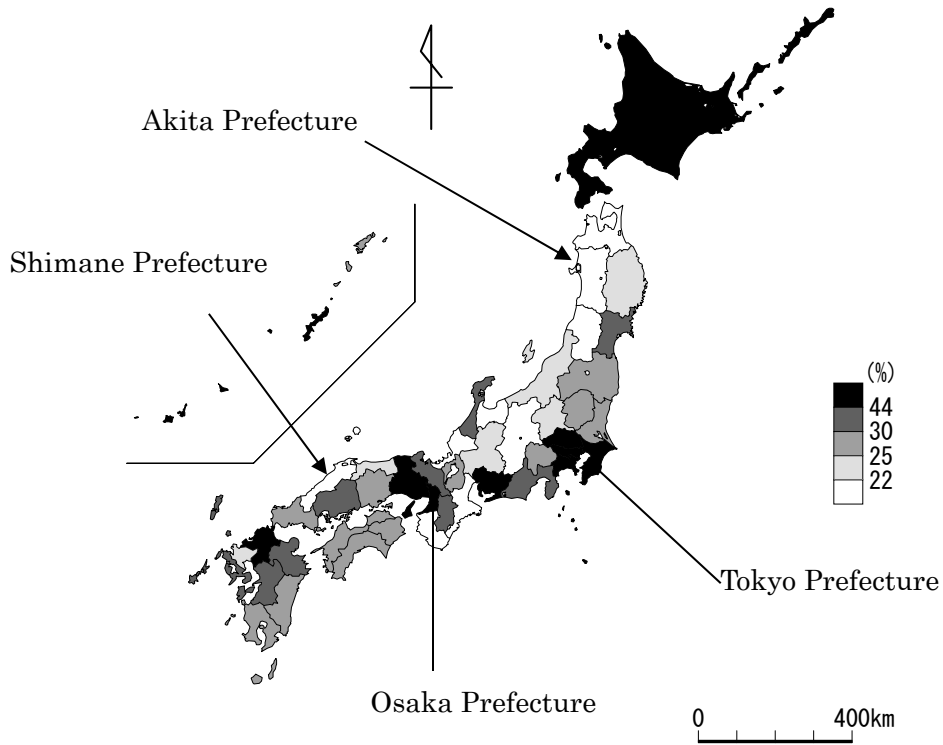 Akita Prefecture
Shimane Prefecture
(%)
44
30
25
22
Tokyo Prefecture
Osaka Prefecture
0 400km